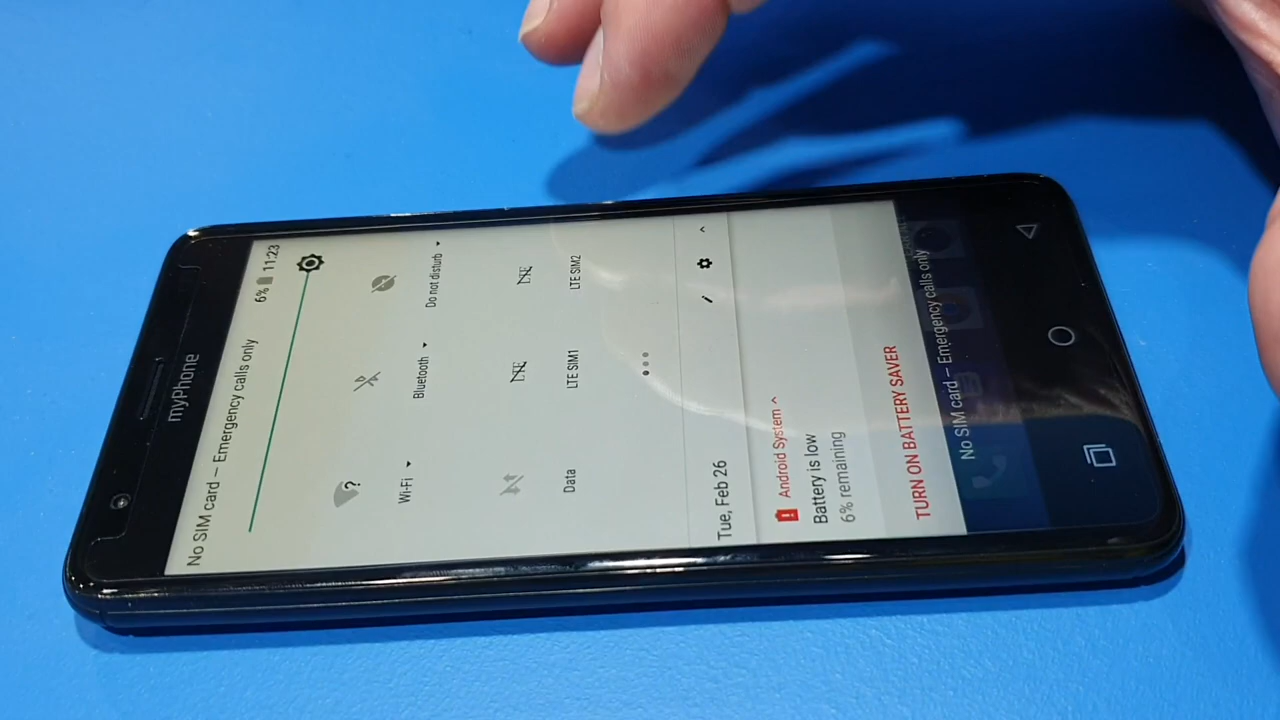 myPhone
No SIM card – Emergency calls only
6% 11:23
Wi-Fi
Bluetooth
Do not disturb
Data
LTE SIM1
LTE SIM2
Tue, Feb 26
Android System
Battery is low
6% remaining
TURN ON BATTERY SAVER
No SIM card – Emergency calls only